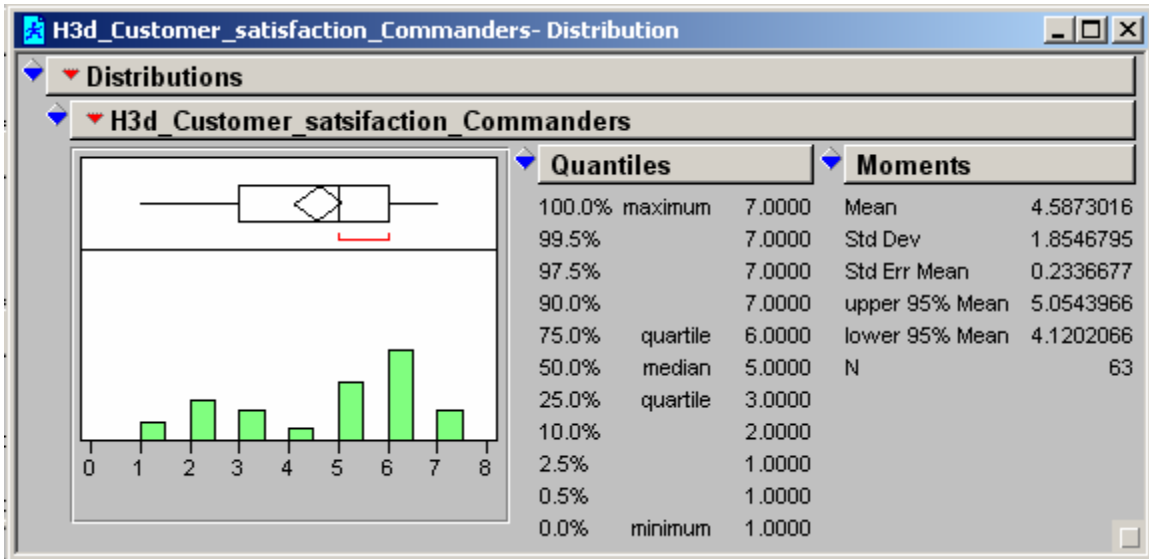 H3d_Customer_satisfaction_Commanders- Distribution
Distributions
H3d_Customer_satsifaction_Commanders
0 1 2 3 4 5 6 7 8
Quantiles
100.0% maximum 7.0000
99.5% 7.0000
97.5% 7.0000
90.0% 7.0000
75.0% quartile 6.0000
50.0% median 5.0000
25.0% quartile 3.0000
10.0% 2.0000
2.5% 1.0000
0.5% 1.0000
0.0% minimum 1.0000
Moments
Mean 4.5873016
Std Dev 1.8546795
Std Err Mean 0.2336677
upper 95% Mean 5.0543966
lower 95% Mean 4.1202066
N 63